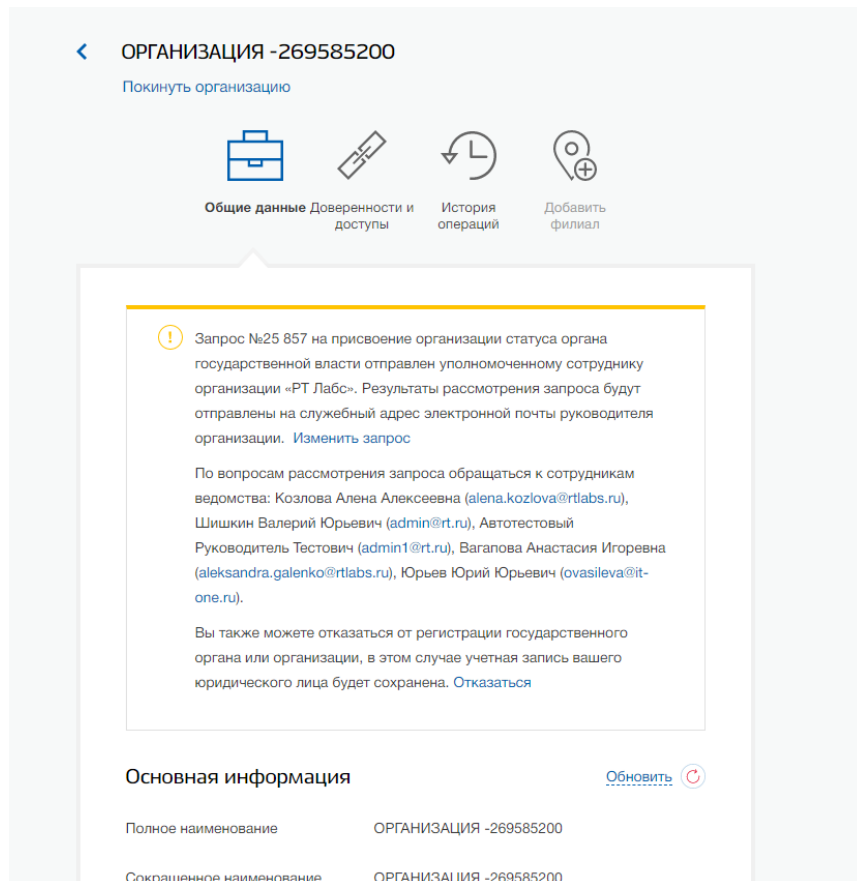 ОРГАНИЗАЦИЯ -269585200
Покинуть организацию
Общие данные
Доверенности и
доступы
История
операций
Добавить
филиал
Запрос №25 857 на присвоение организации статуса органа
государственной власти отправлен уполномоченному сотруднику
организации «РТ Лабс». Результаты рассмотрения запроса будут
отправлены на служебный адрес электронной почты руководителя
организации. Изменить запрос
По вопросам рассмотрения запроса обращаться к сотрудникам
ведомства: Козлова Алена Алексеевна (alena.kozlova@rtlabs.ru),
Шишкин Валерий Юрьевич (admin@rt.ru), Автотестовый
Руководитель Тестович (admin1@rt.ru), Вагапова Анастасия Игоревна
(aleksandra.galenko@rtlabs.ru), Юрьев Юрий Юрьевич (ovasileva@it-
one.ru).
Вы также можете отказаться от регистрации государственного
органа или организации, в этом случае учетная запись вашего
юридического лица будет сохранена. Отказаться
Основная информация
Обновить
Полное наименование ОРГАНИЗАЦИЯ -269585200
Сокращенное наименование ОРГАНИЗАЦИЯ -269585200